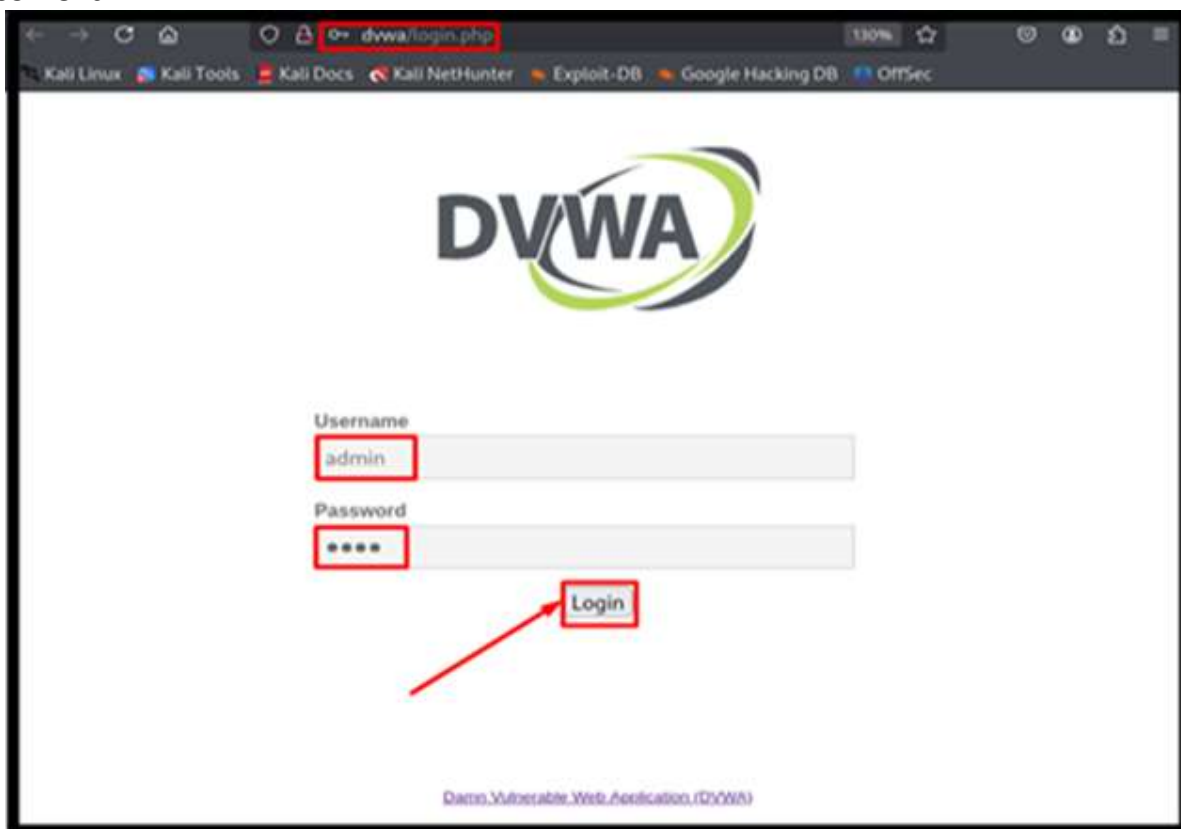 dvwa/login.php
130%
Kali Linux Kali Tools Kali Docs Kali NetHunter Exploit-DB Google Hacking DB OffSec
DVWA
Username
admin
Password
••••
Login
Damn Vulnerable Web Application (DVWA)